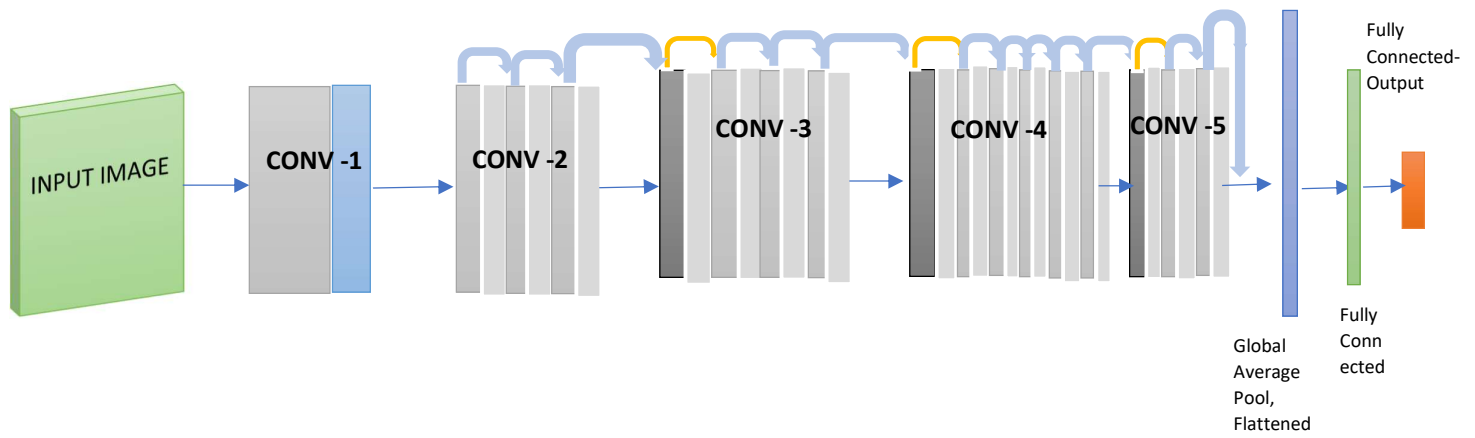 INPUT IMAGE
CONV -1
CONV -2
CONV -3
CONV -4
CONV -5
Global
Average
Pool,
Flattened
Fully
Conn
ected
Fully
Connected-
Output